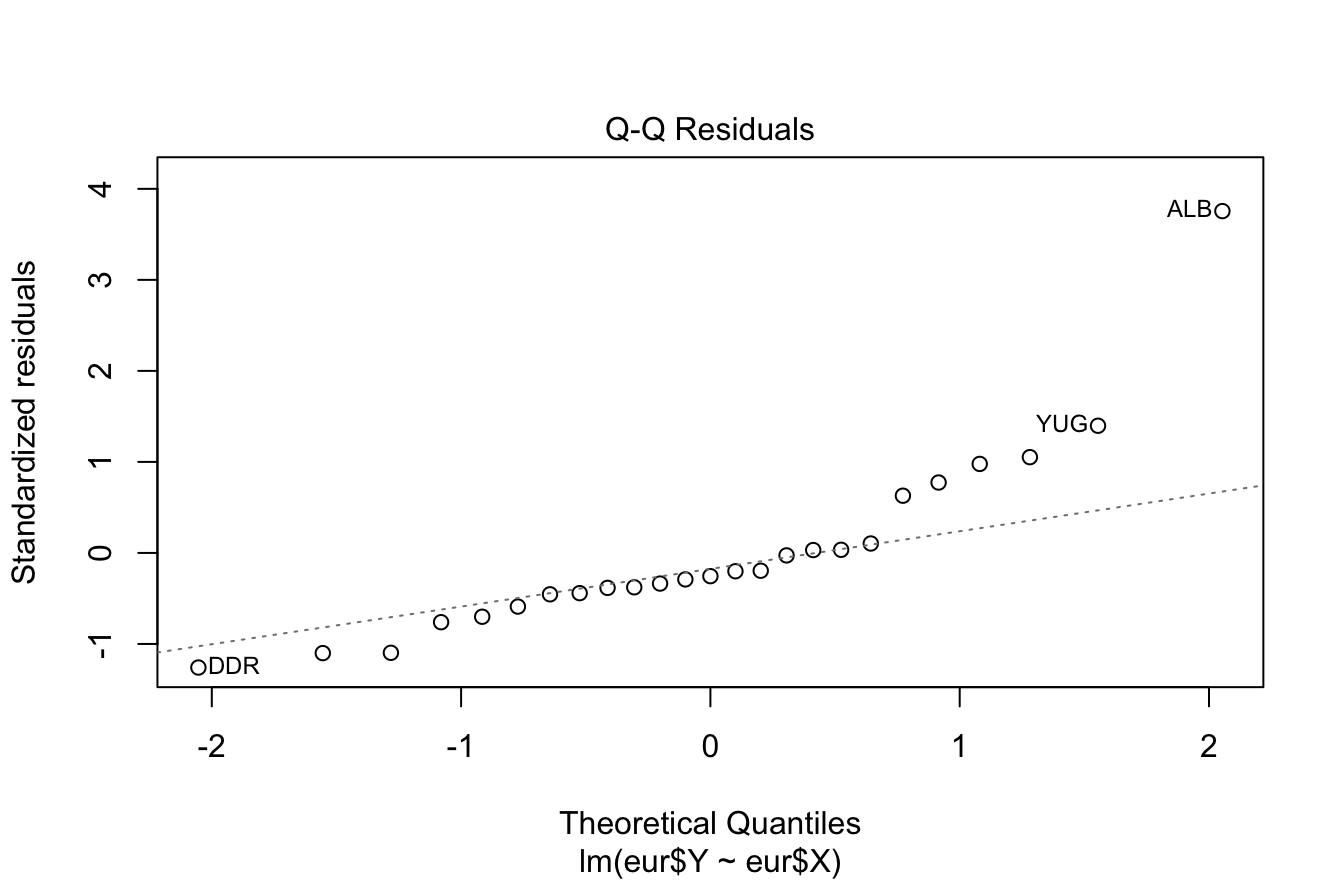 Q-Q Residuals
Standardized residuals
4
3
2
1
0
-1
ALB
YUG
DDR
-2
-1
0
1
2
Theoretical Quantiles
lm(eur$Y ~ eur$X)